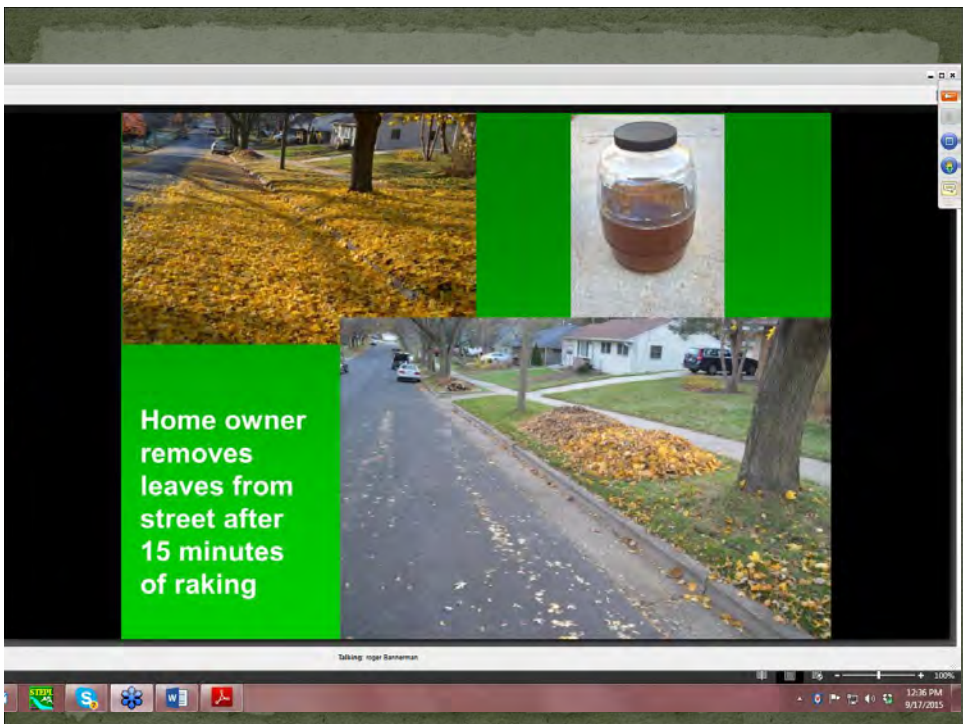 Home owner
removes
leaves from
street after
15 minutes
of raking
Talking: roger Bannerman
100%
STEPL
12:36 PM
9/17/2015